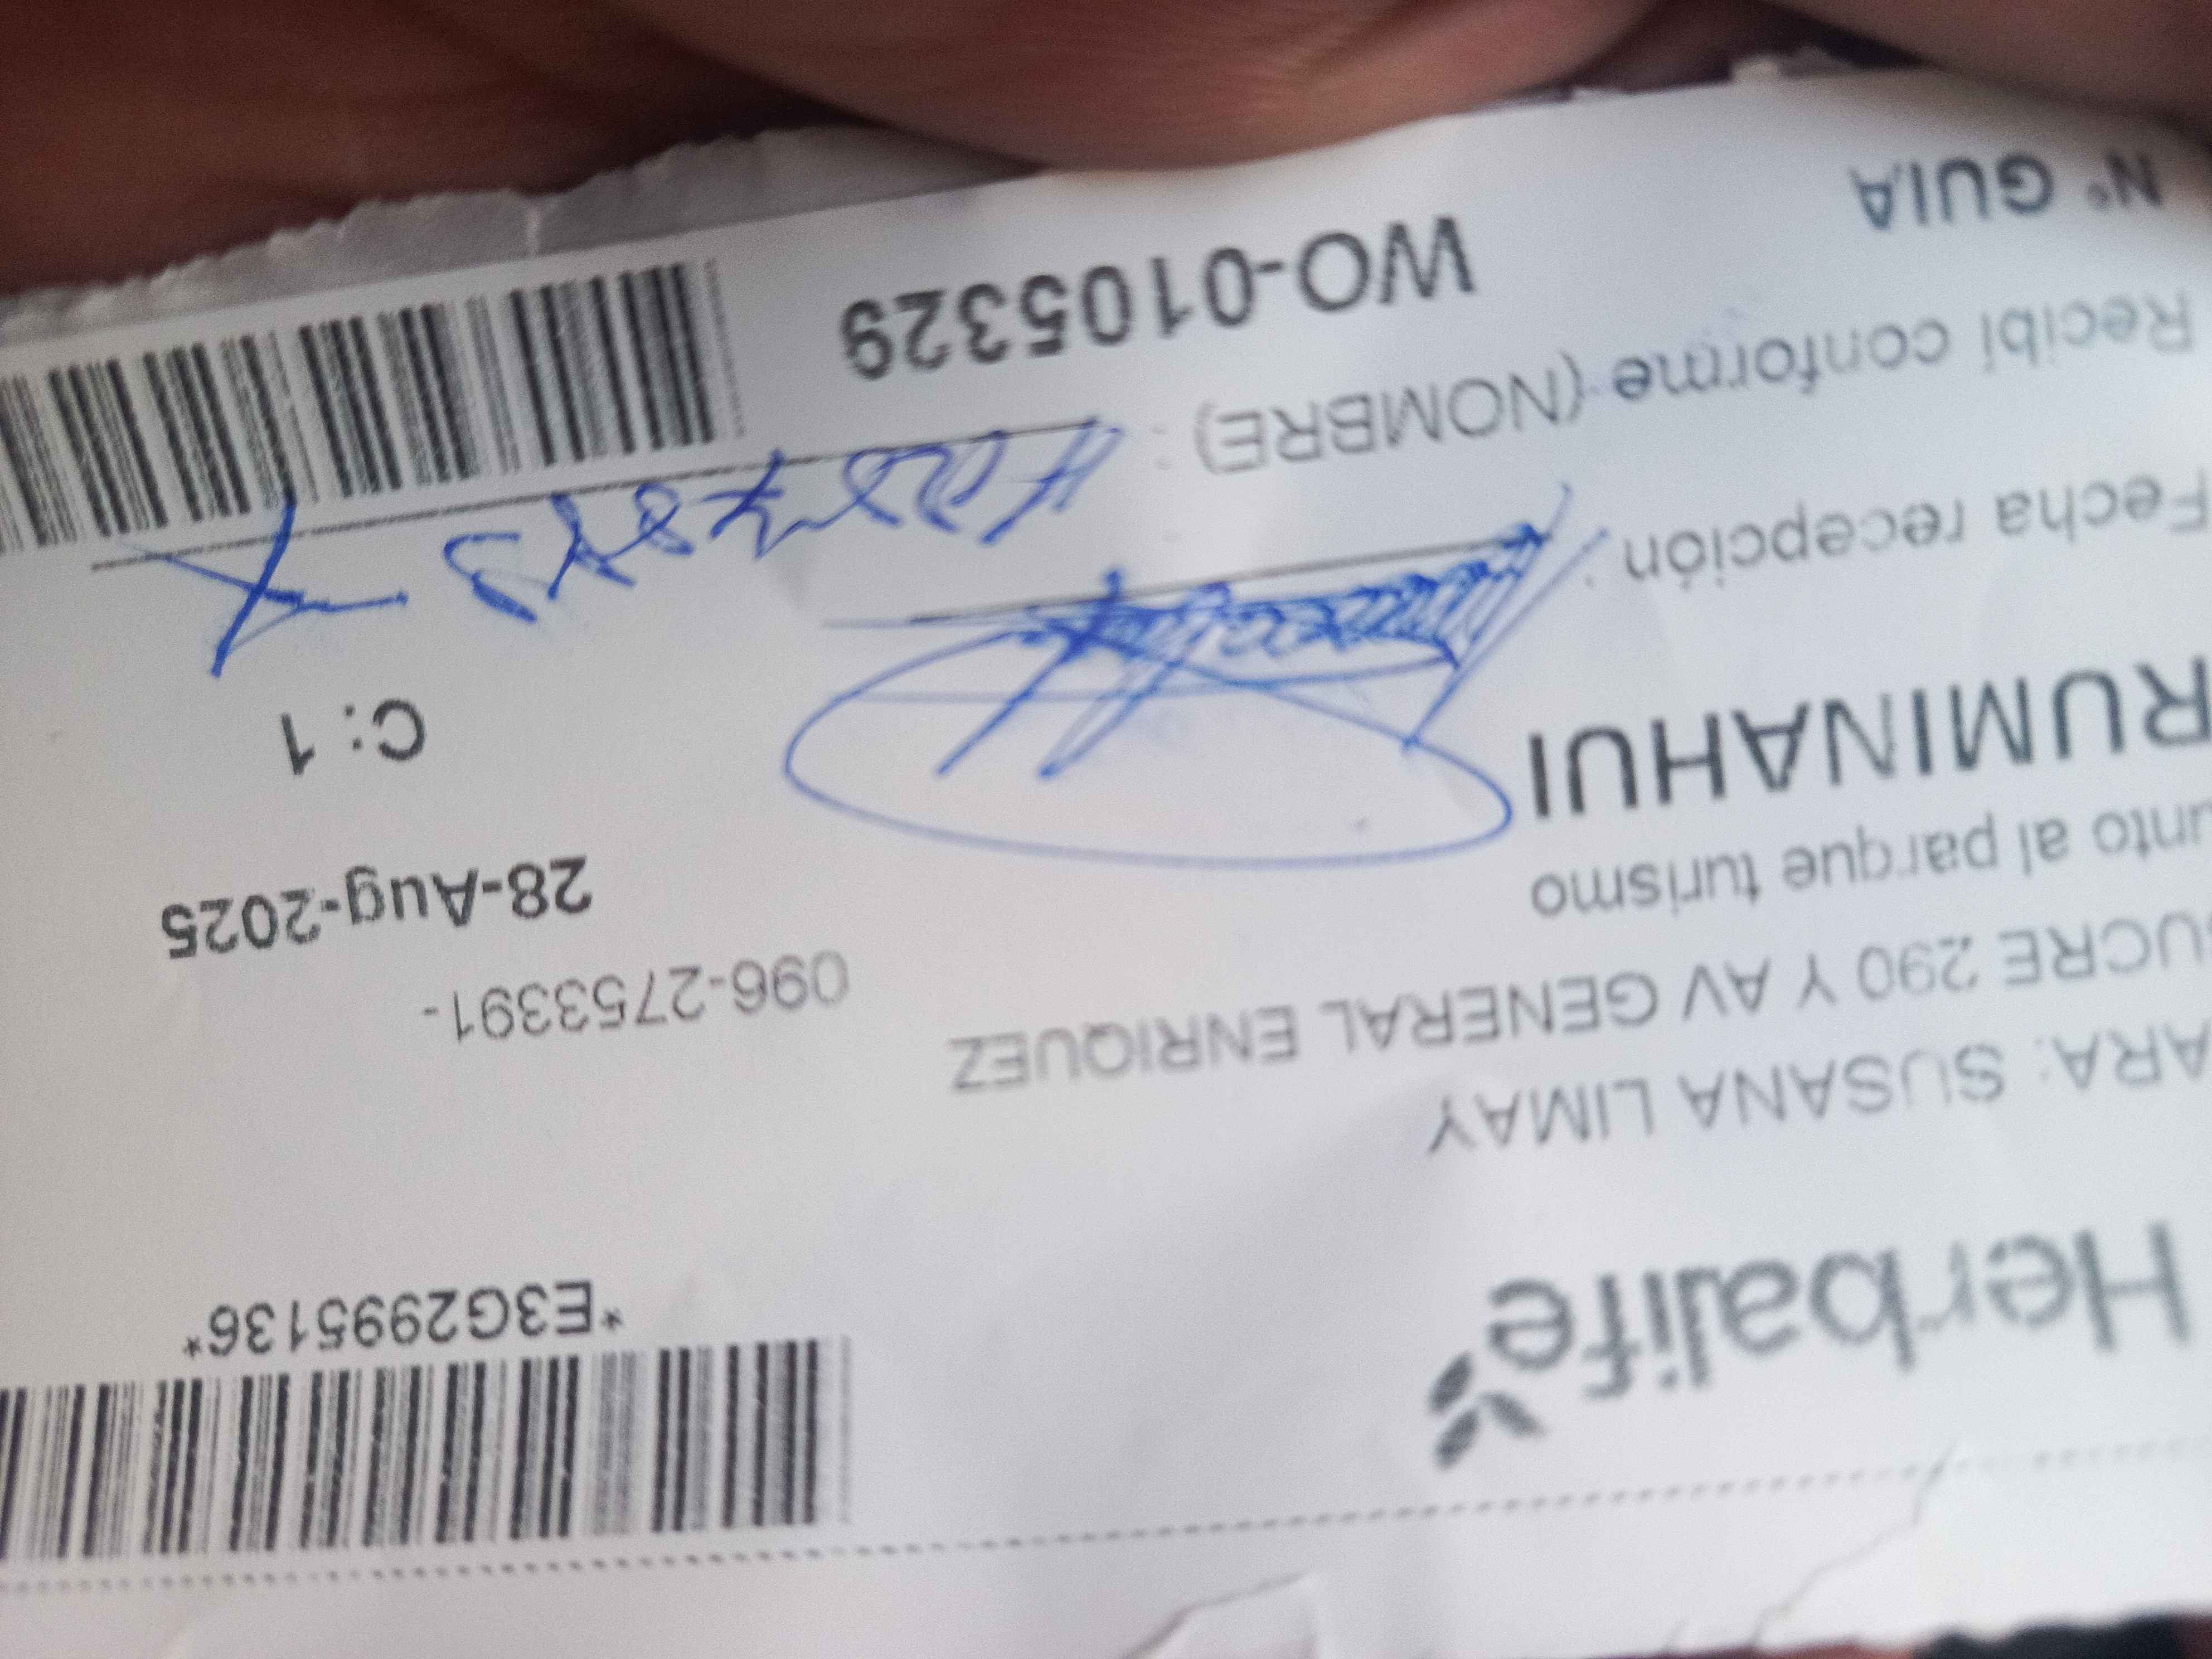 Herbalife
*E3G2995136*
ARA: SUSANA LIMAY
UCRE 290 Y AV GENERAL ENRIQUEZ
096-2753391-
unto al parque turismo
28-Aug-2025
RUMINAHUI
C: 1
Fecha recepción :
Recibí conforme (NOMBRE) :
N° GUIA
WO-0105329